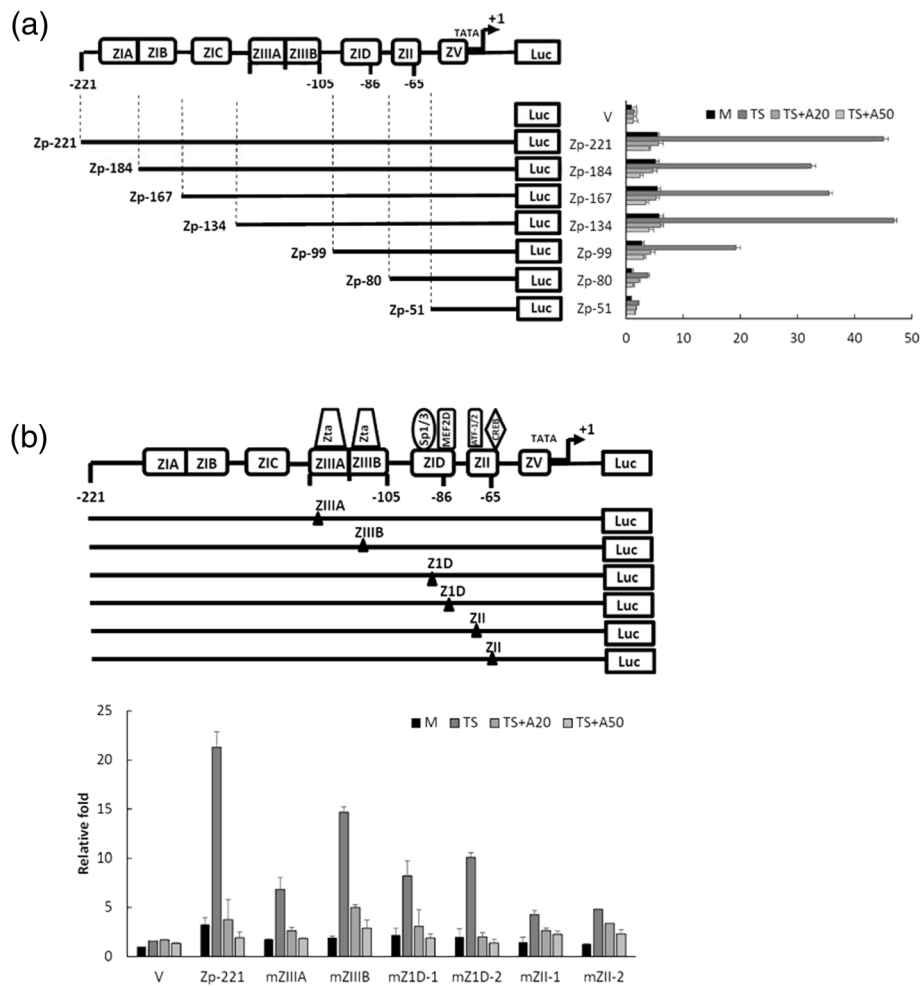 (a)
+1
TATA
ZIA ZIB ZIC ZIIIA ZIIIB ZID ZII ZV Luc
-221 -105 -86 -65
Luc
Zp-221 Luc
Zp-184 Luc
Zp-167 Luc
Zp-134 Luc
Zp-99 Luc
Zp-80 Luc
Zp-51 Luc
M TS TS+A20 TS+A50
V
Zp-221
Zp-184
Zp-167
Zp-134
Zp-99
Zp-80
Zp-51
0 10 20 30 40 50
(b)
Zta Zta Sp1/3 MEF2D ATF-1/2 CREB
TATA +1
ZIA ZIB ZIC ZIIIA ZIIIB ZID ZII ZV Luc
-221 -105 -86 -65
ZIIIA Luc
ZIIIB Luc
Z1D Luc
Z1D Luc
ZII Luc
ZII Luc
M TS TS+A20 TS+A50
Relative fold
25
20
15
10
5
0
V Zp-221 mZIIIA mZIIIB mZ1D-1 mZ1D-2 mZII-1 mZII-2